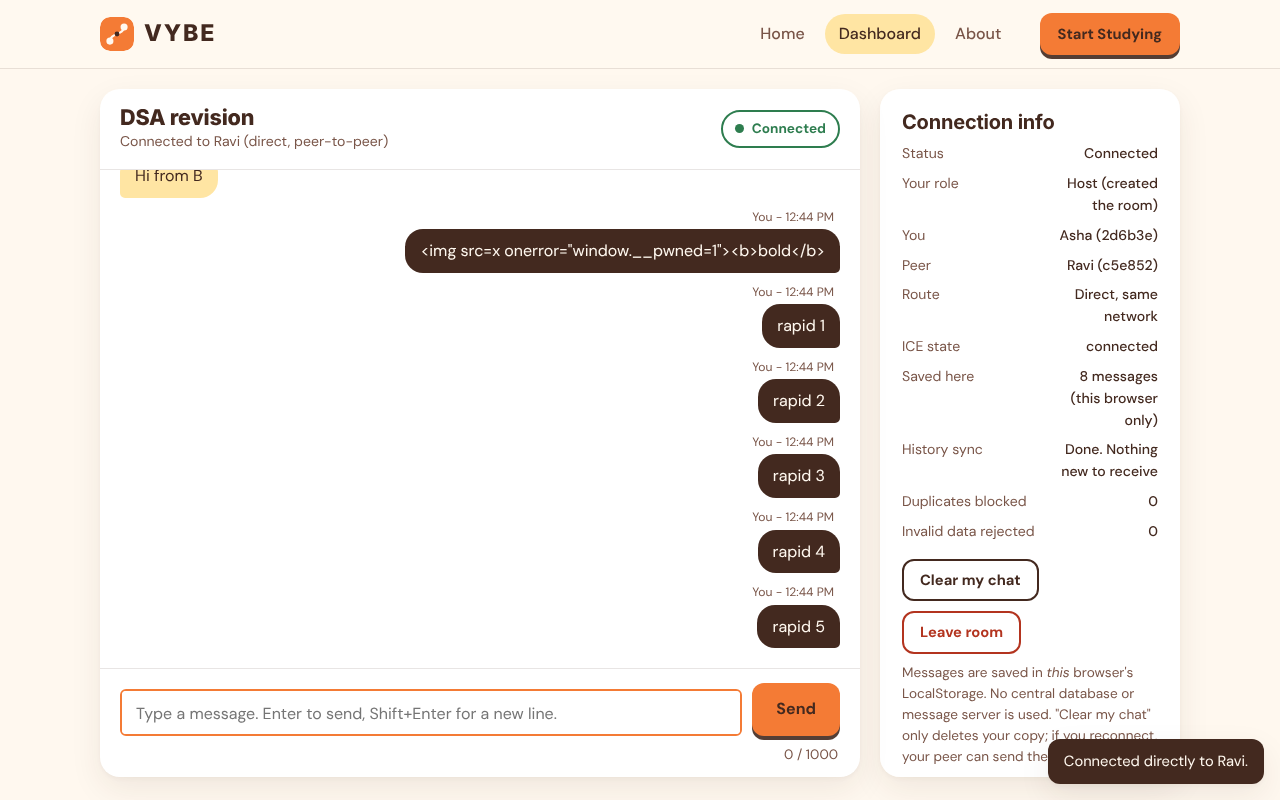 VYBE
Home
Dashboard
About
Start Studying
DSA revision
Connected to Ravi (direct, peer-to-peer)
Connected
Hi from B
You - 12:44 PM
<img src=x onerror="window.__pwned=1"><b>bold</b>
You - 12:44 PM
rapid 1
You - 12:44 PM
rapid 2
You - 12:44 PM
rapid 3
You - 12:44 PM
rapid 4
You - 12:44 PM
rapid 5
Type a message. Enter to send, Shift+Enter for a new line.
Send
0 / 1000
Connection info
Status Connected
Your role Host (created
the room)
You Asha (2d6b3e)
Peer Ravi (c5e852)
Route Direct, same
network
ICE state connected
Saved here 8 messages
(this browser
only)
History sync Done. Nothing
new to receive
Duplicates blocked 0
Invalid data rejected 0
Clear my chat
Leave room
Messages are saved in this browser's
LocalStorage. No central database or
message server is used. "Clear my chat"
only deletes your copy; if you reconnect,
your peer can send the
Connected directly to Ravi.